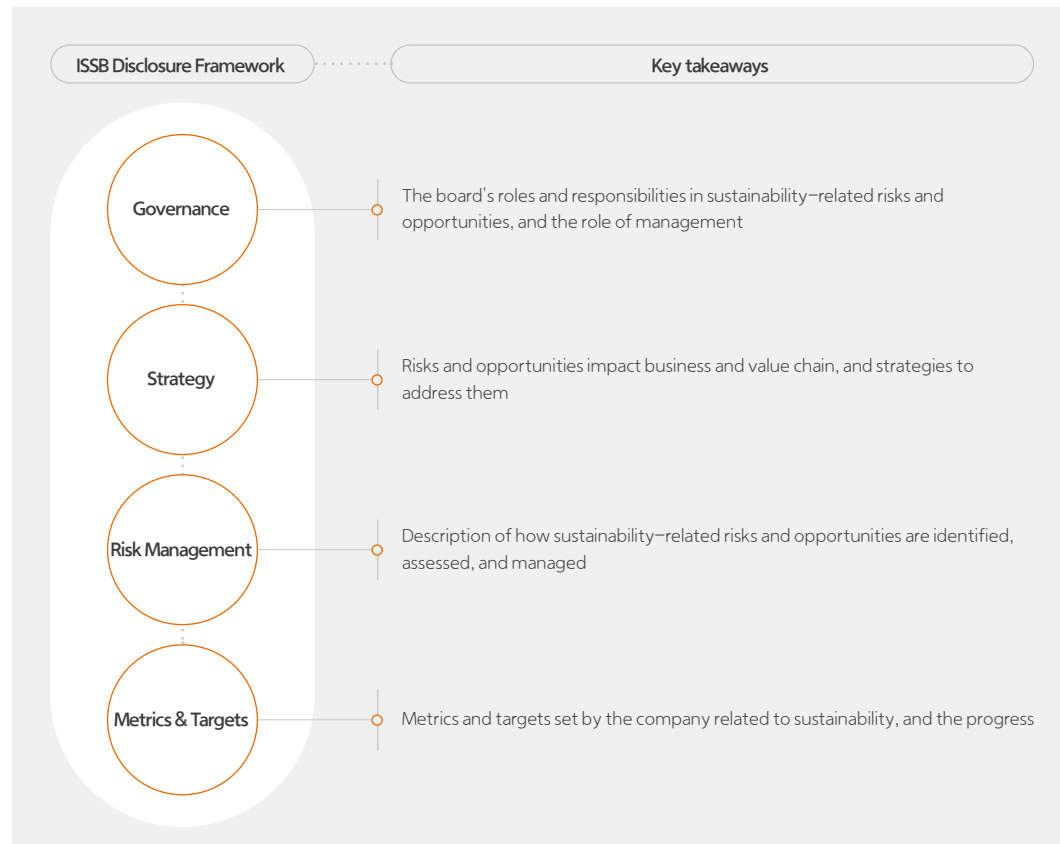 ISSB Disclosure Framework
Key takeaways
Governance
The board's roles and responsibilities in sustainability-related risks and
opportunities, and the role of management
Strategy
Risks and opportunities impact business and value chain, and strategies to
address them
Risk Management
Description of how sustainability-related risks and opportunities are identified,
assessed, and managed
Metrics & Targets
Metrics and targets set by the company related to sustainability, and the progress